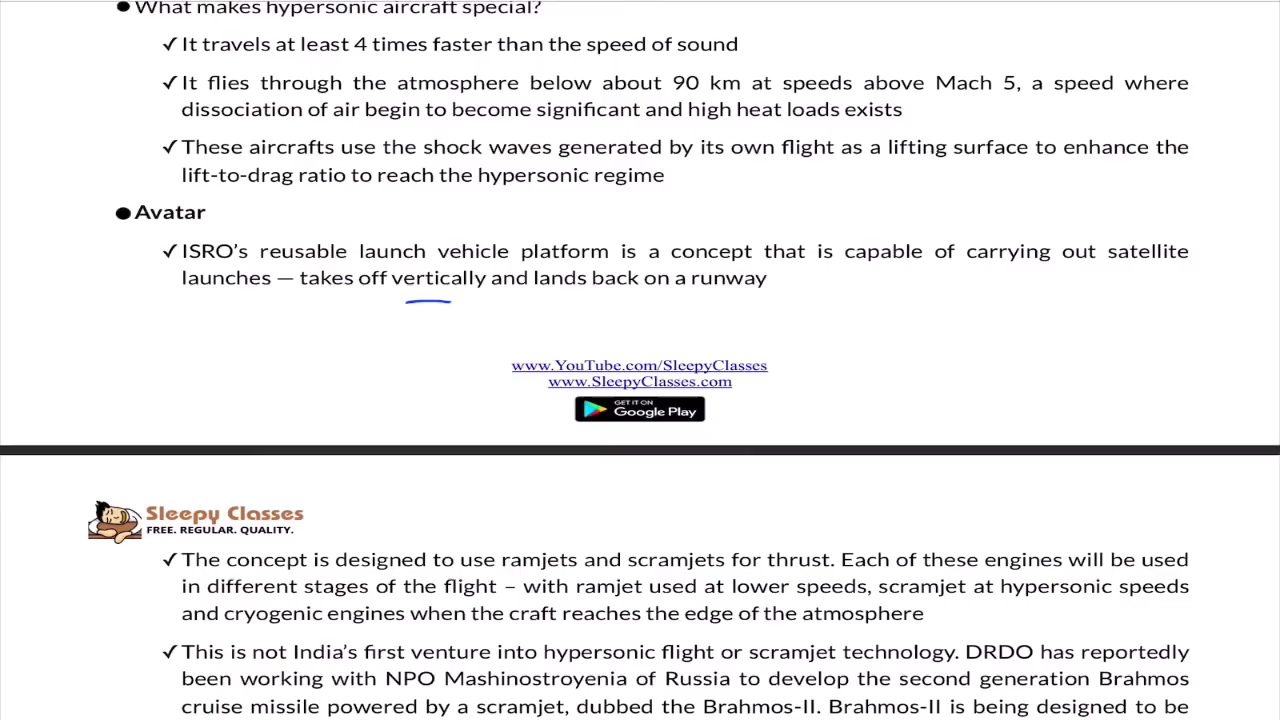 ● What makes hypersonic aircraft special?
✓ It travels at least 4 times faster than the speed of sound
✓ It flies through the atmosphere below about 90 km at speeds above Mach 5, a speed where
dissociation of air begin to become significant and high heat loads exists
✓ These aircrafts use the shock waves generated by its own flight as a lifting surface to enhance the
lift-to-drag ratio to reach the hypersonic regime
● Avatar
✓ ISRO’s reusable launch vehicle platform is a concept that is capable of carrying out satellite
launches — takes off vertically and lands back on a runway
www.YouTube.com/SleepyClasses
www.SleepyClasses.com
GET IT ON
Google Play
Sleepy Classes
FREE. REGULAR. QUALITY.
✓ The concept is designed to use ramjets and scramjets for thrust. Each of these engines will be used
in different stages of the flight – with ramjet used at lower speeds, scramjet at hypersonic speeds
and cryogenic engines when the craft reaches the edge of the atmosphere
✓ This is not India’s first venture into hypersonic flight or scramjet technology. DRDO has reportedly
been working with NPO Mashinostroyenia of Russia to develop the second generation Brahmos
cruise missile powered by a scramjet, dubbed the Brahmos-II. Brahmos-II is being designed to be